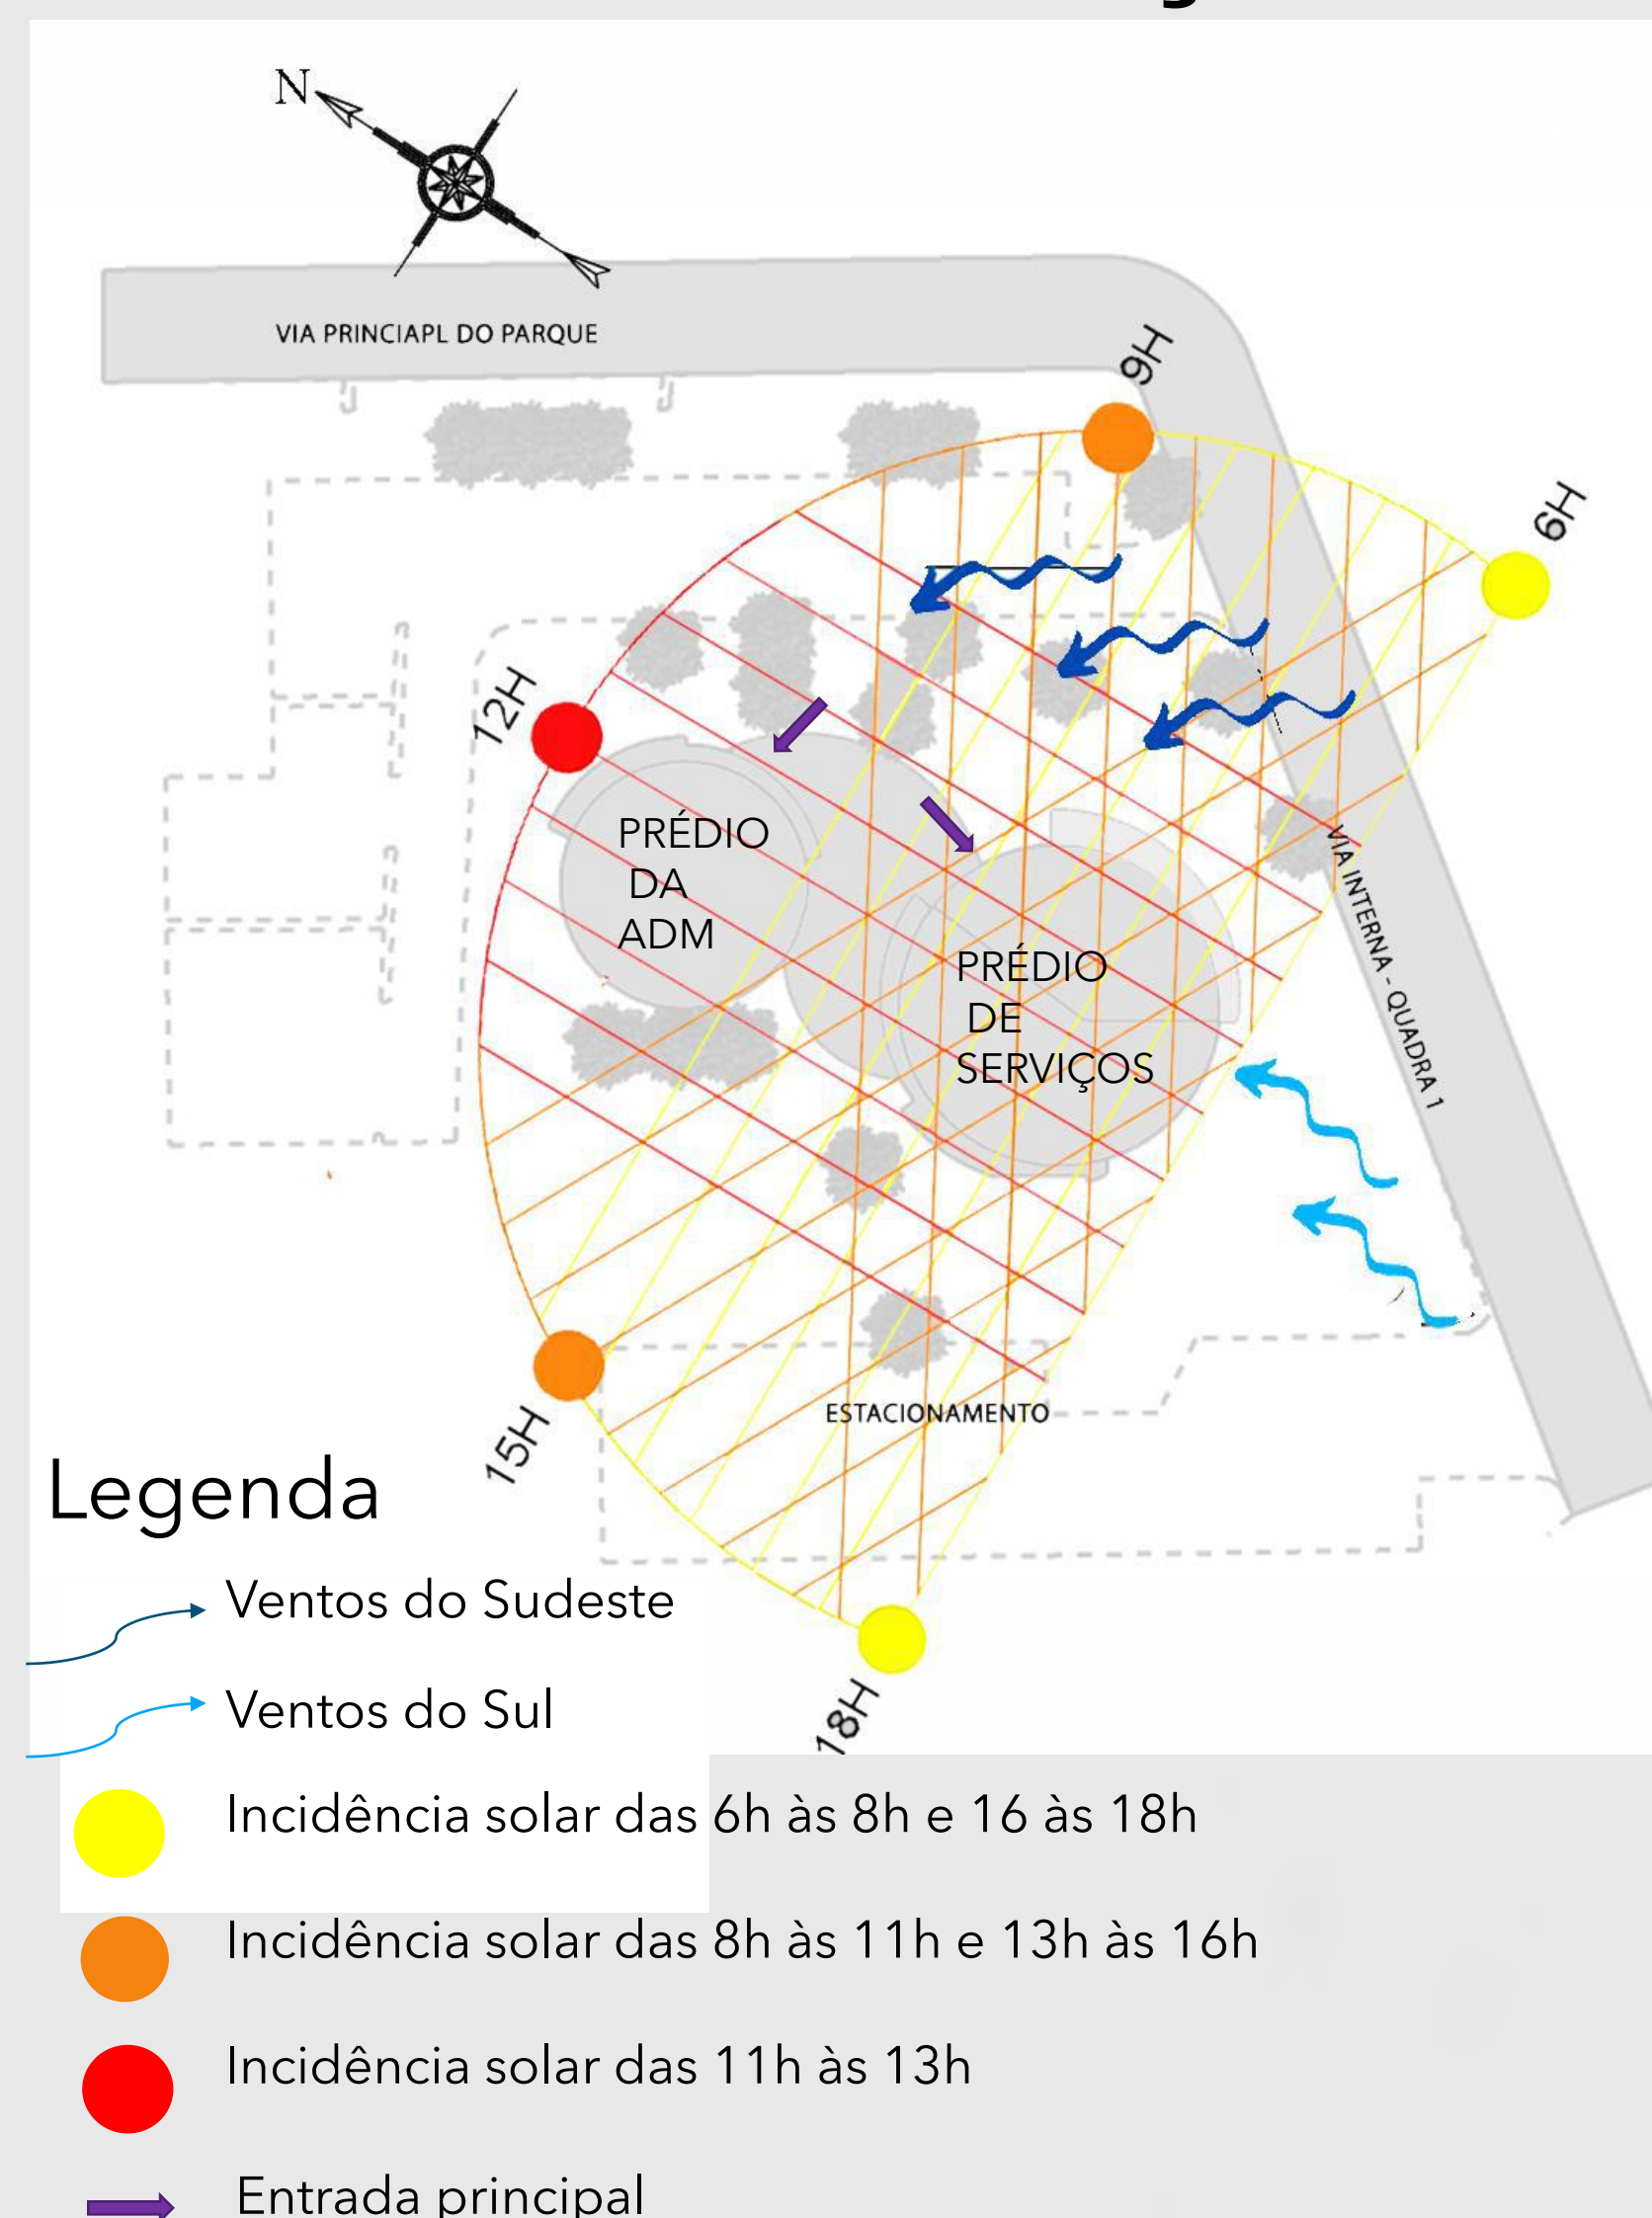 N
VIA PRINCIAPL DO PARQUE
9H
6H
12H
PRÉDIO
DA
ADM
PRÉDIO
DE
SERVIÇOS
VIA INTERNA - QUADRA 1
ESTACIONAMENTO
15H
18H
Legenda
Ventos do Sudeste
Ventos do Sul
Incidência solar das 6h às 8h e 16 às 18h
Incidência solar das 8h às 11h e 13h às 16h
Incidência solar das 11h às 13h
Entrada principal